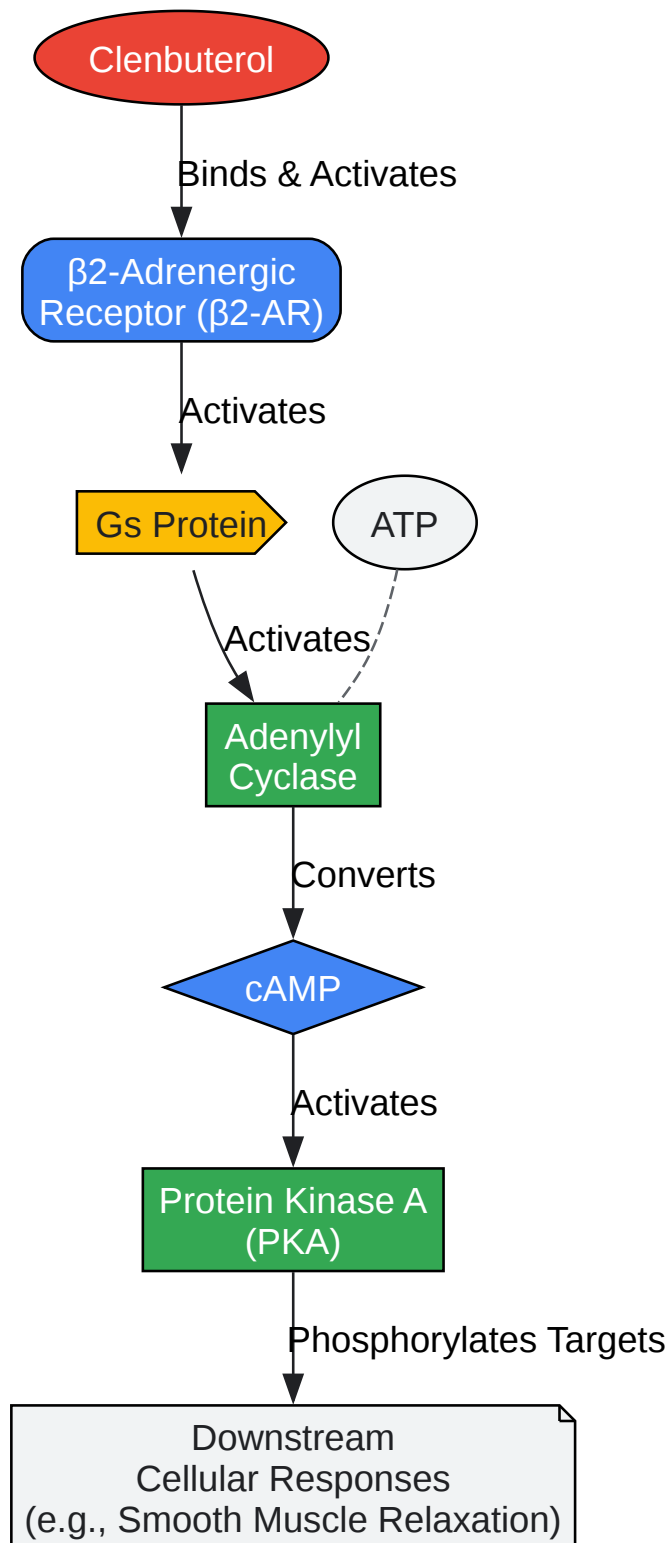 Clenbuterol
Binds & Activates
β2-Adrenergic
Receptor (β2-AR)
Activates
Gs Protein
ATP
Activates
Adenylyl
Cyclase
Converts
cAMP
Activates
Protein Kinase A
(PKA)
Phosphorylates Targets
Downstream
Cellular Responses
(e.g., Smooth Muscle Relaxation)